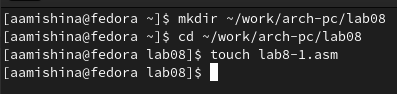 [aamishina@fedora ~]$ mkdir ~/work/arch-pc/lab08
[aamishina@fedora ~]$ cd ~/work/arch-pc/lab08
[aamishina@fedora lab08]$ touch lab8-1.asm
[aamishina@fedora lab08]$